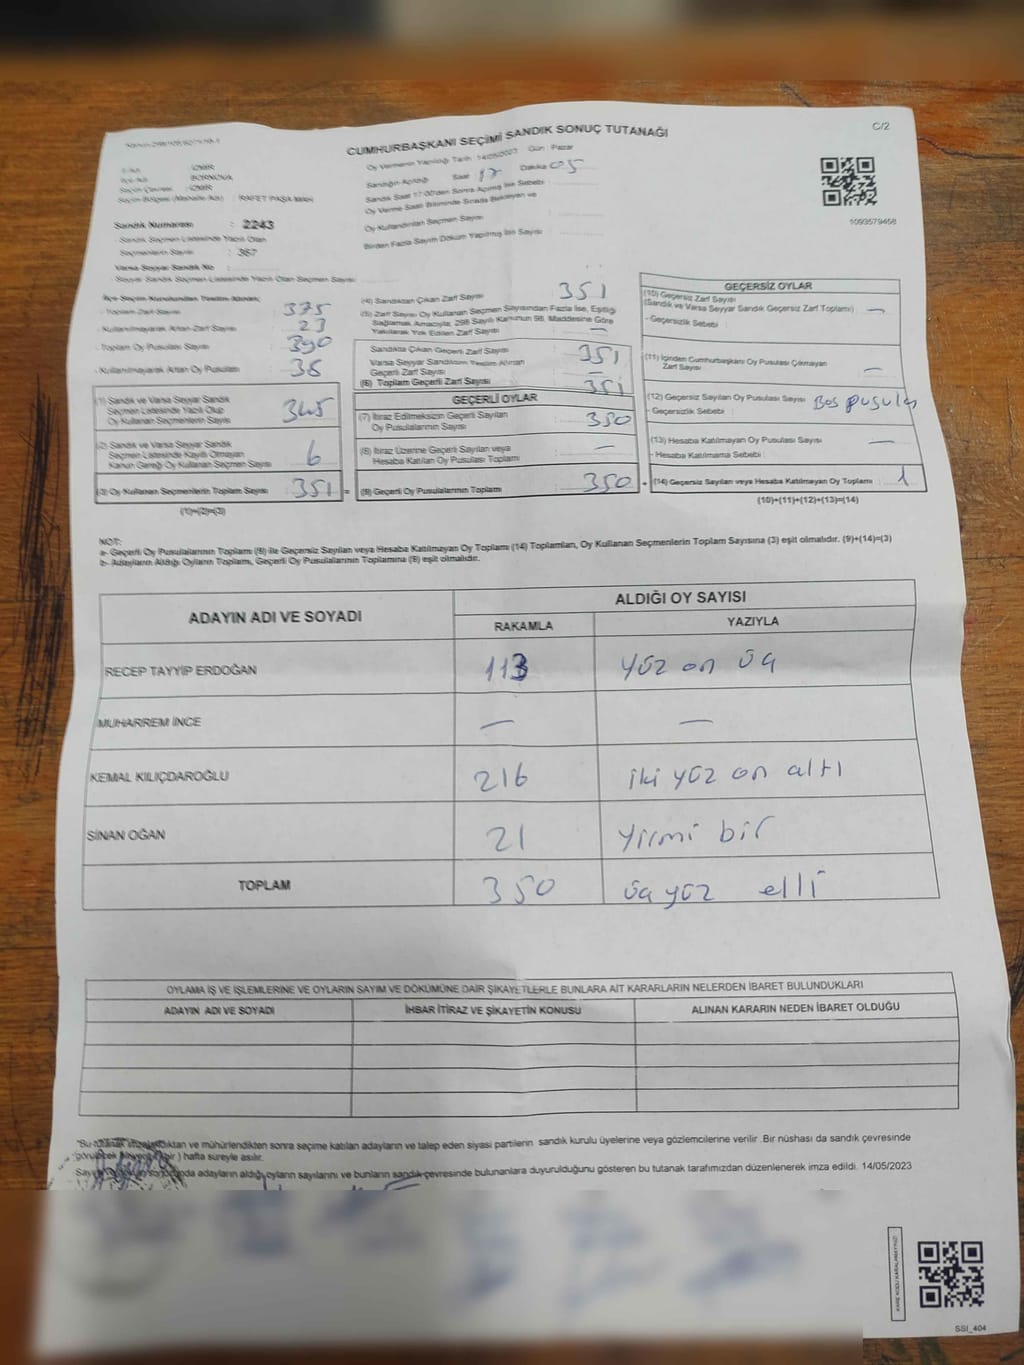 C/2
CUMHURBAŞKANI SEÇİMİ SANDIK SONUÇ TUTANAĞI
Oy Vermenin Yapıldığı Tarih : 14/05/2023 Gün : Pazar
Sandığın Açıldığı Saat 17 Dakika 05
Sandık Saat 17:00'den Sonra Açılmış İse Sebebi :
Oy Verme Saati Bitiminde Sırada Bekleyen ve
Oy Kullandırılan Seçmen Sayısı :
Birden Fazla Sayım Döküm Yapılmış İse Sayısı :
İli/Adı : İZMİR
İlçe/Adı : BORNOVA
Seçim Çevresi : İZMİR
Seçim Bölgesi (Mahalle/Adı) : RAFET PAŞA MAH.
Sandık Numarası : 2243
- Sandık Seçmen Listesinde Yazılı Olan
Seçmenlerin Sayısı : 367
Varsa Seyyar Sandık No :
- Seyyar Sandık Seçmen Listesinde Yazılı Olan Seçmen Sayısı :
1093579458
İlçe Seçim Kurulundan Teslim Alınan;
- Toplam Zarf Sayısı : 375
- Kullanılmayarak Artan Zarf Sayısı : 23
- Toplam Oy Pusulası Sayısı : 390
- Kullanılmayarak Artan Oy Pusulası : 38
(1) Sandık ve Varsa Seyyar Sandık
Seçmen Listesinde Yazılı Olup
Oy Kullanan Seçmenlerin Sayısı : 345
(2) Sandık ve Varsa Seyyar Sandık
Seçmen Listesinde Kayıtlı Olmayan
Kanun Gereği Oy Kullanan Seçmen Sayısı : 6
(3) Oy Kullanan Seçmenlerin Toplam Sayısı : 351 =
(1)+(2)=(3)
(4) Sandıktan Çıkan Zarf Sayısı : 351
(5) Zarf Sayısı Oy Kullanan Seçmen Sayısından Fazla İse, Eşitliği
Sağlamak Amacıyla, 298 Sayılı Kanunun 98. Maddesine Göre
Yakılarak Yok Edilen Zarf Sayısı : —
Sandıkta Çıkan Geçerli Zarf Sayısı : 351
Varsa Seyyar Sandıktan Teslim Alınan
Geçerli Zarf Sayısı : —
(6) Toplam Geçerli Zarf Sayısı : 351
GEÇERLİ OYLAR
(7) İtiraz Edilmeksizin Geçerli Sayılan
Oy Pusulalarının Sayısı : 350
(8) İtiraz Üzerine Geçerli Sayılan veya
Hesaba Katılan Oy Pusulası Toplamı : —
(9) Geçerli Oy Pusulalarının Toplamı : 350 +
GEÇERSİZ OYLAR
(10) Geçersiz Zarf Sayısı
(Sandık ve Varsa Seyyar Sandık Geçersiz Zarf Toplamı) : —
- Geçersizlik Sebebi :
(11) İçinden Cumhurbaşkanı Oy Pusulası Çıkmayan
Zarf Sayısı : —
(12) Geçersiz Sayılan Oy Pusulası Sayısı : Boş pusula
- Geçersizlik Sebebi :
(13) Hesaba Katılmayan Oy Pusulası Sayısı : —
- Hesaba Katılmama Sebebi :
(14) Geçersiz Sayılan veya Hesaba Katılmayan Oy Toplamı : 1
(10)+(11)+(12)+(13)=(14)
NOT:
a- Geçerli Oy Pusulalarının Toplamı (9) ile Geçersiz Sayılan veya Hesaba Katılmayan Oy Toplamı (14) Toplamları, Oy Kullanan Seçmenlerin Toplam Sayısına (3) eşit olmalıdır. (9)+(14)=(3)
b- Adayların Aldığı Oyların Toplamı, Geçerli Oy Pusulalarının Toplamına (9) eşit olmalıdır.
ADAYIN ADI VE SOYADI ALDIĞI OY SAYISI
RAKAMLA YAZIYLA
RECEP TAYYİP ERDOĞAN 113 yüz on üç
MUHARREM İNCE — —
KEMAL KILIÇDAROĞLU 216 iki yüz on altı
SİNAN OĞAN 21 yirmi bir
TOPLAM 350 üç yüz elli
OYLAMA İŞ VE İŞLEMLERİNE VE OYLARIN SAYIM VE DÖKÜMÜNE DAİR ŞİKAYETLERLE BUNLARA AİT KARARLARIN NELERDEN İBARET BULUNDUKLARI
ADAYIN ADI VE SOYADI İHBAR İTİRAZ VE ŞİKAYETİN KONUSU ALINAN KARARIN NEDEN İBARET OLDUĞU
"Bu tutanak imzalandıktan ve mühürlendikten sonra seçime katılan adayların ve talep eden siyasi partilerin sandık kurulu üyelerine veya gözlemcilerine verilir. Bir nüshası da sandık çevresinde
hafta süreyle asılır.
adayların aldığı oyların sayılarını ve bunların sandık çevresinde bulunanlara duyurulduğunu gösteren bu tutanak tarafımızdan düzenlenerek imza edildi. 14/05/2023
KARE KODU KARALAMAYINIZ!
SSI_404